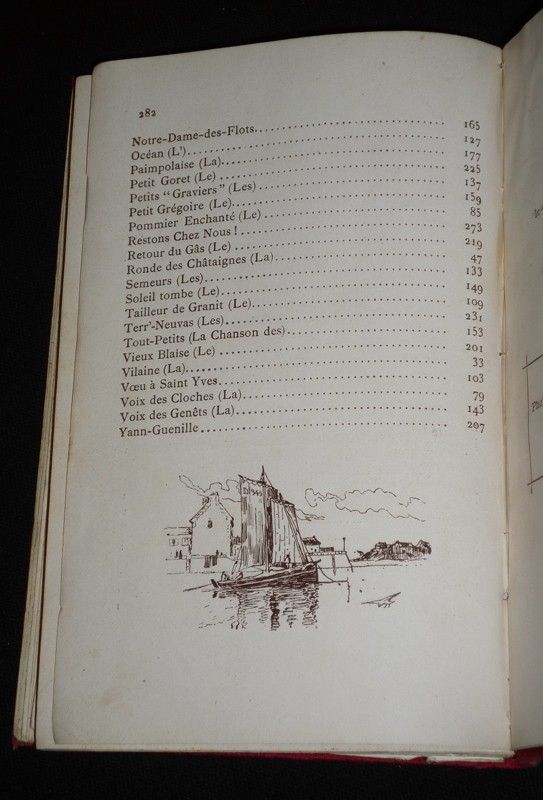 282
Notre-Dame-des-Flots........ 165
Océan (L')........ 127
Paimpolaise (La)........ 177
Petit Goret (Le)........ 225
Petits "Graviers" (Les)........ 137
Petit Grégoire (Le)........ 159
Pommier Enchanté (Le)........ 85
Restons Chez Nous !........ 273
Retour du Gâs (Le)........ 219
Ronde des Châtaignes (La)........ 47
Semeurs (Les)........ 133
Soleil tombe (Le)........ 149
Tailleur de Granit (Le)........ 109
Terr'-Neuvas (Les)........ 231
Tout-Petits (La Chanson des)........ 153
Vieux Blaise (Le)........ 201
Vilaine (La)........ 33
Vœu à Saint Yves........ 103
Voix des Cloches (La)........ 79
Voix des Genêts (La)........ 143
Yann-Guenille........ 207